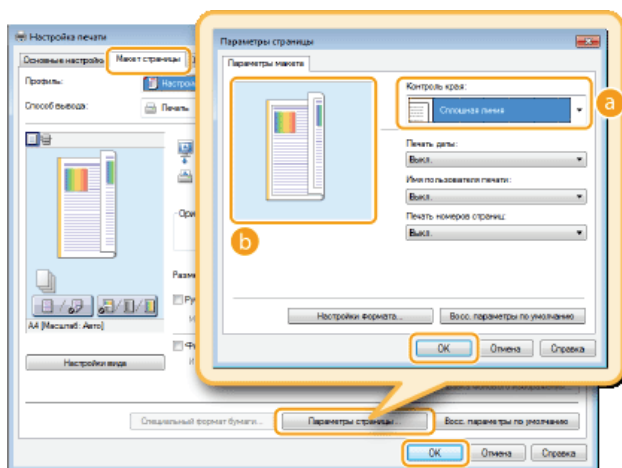 Настройка печати
Основные настройки
Макет страницы
Профиль:
Способ вывода:
Печать
A4 [Масштаб: Авто]
Настройки вида
Специальный формат бумаги...
Параметры страницы...
Восс. параметры по умолчанию
OK
Отмена
Справка
Параметры страницы
Параметры макета
Контроль края:
Сплошная линия
a
Печать даты:
Выкл.
Имя пользователя печати:
Выкл.
Печать номеров страниц:
Выкл.
b
Настройки формата...
Восс. параметры по умолчанию
OK
Отмена
Справка